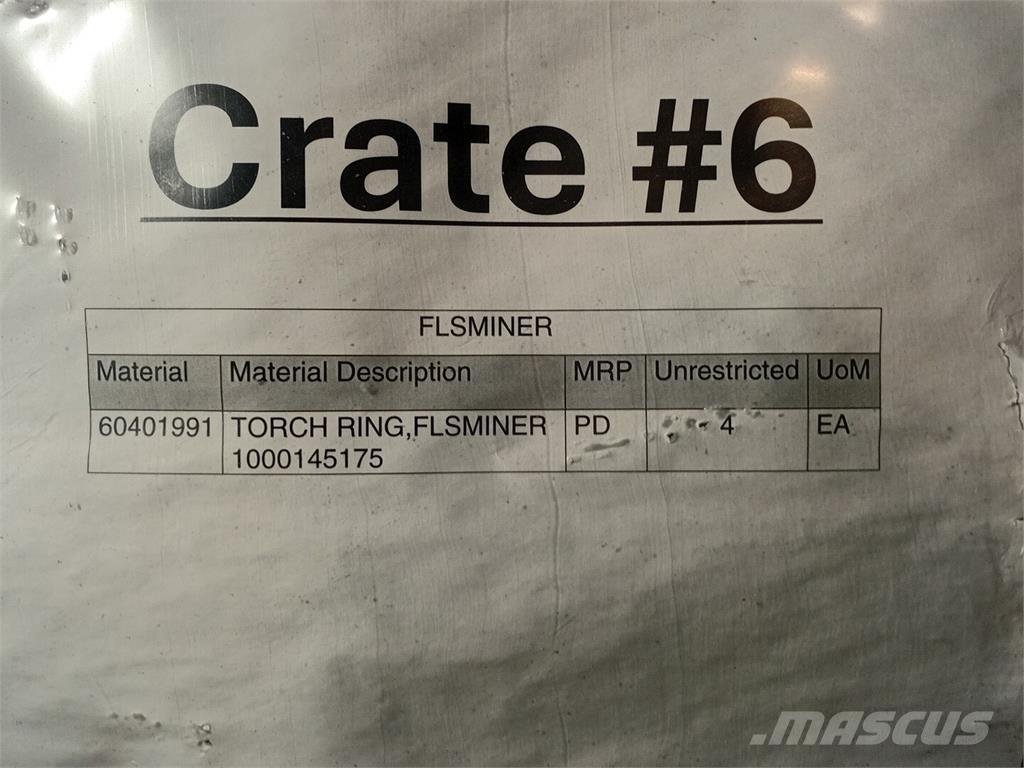 Crate #6
FLSMINER
Material Material Description MRP Unrestricted UoM
60401991 TORCH RING,FLSMINER PD 4 EA
1000145175
.MASCUS